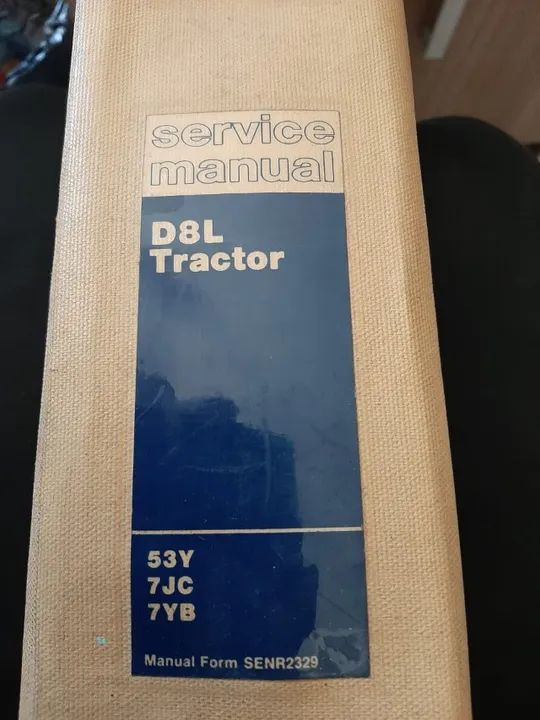 service
manual
D8L
Tractor
53Y
7JC
7YB
Manual Form SENR2329